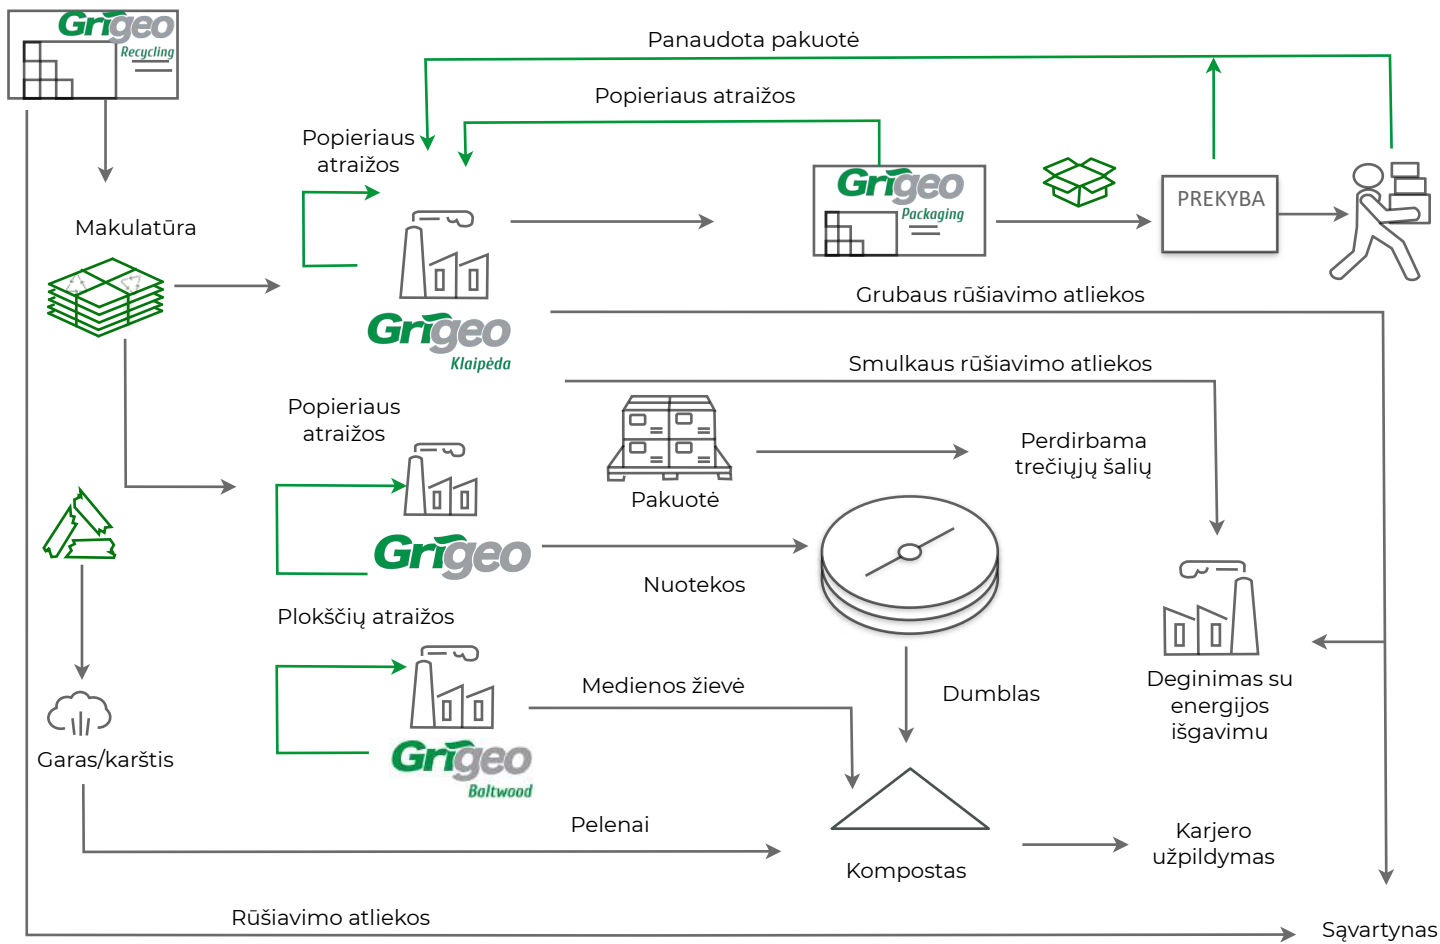 Grigeo
Recycling
Panaudota pakuotė
Popieriaus atraižos
Popieriaus
atraižos
Grigeo
Packaging
PREKYBA
Makulatūra
Grubaus rūšiavimo atliekos
Grigeo
Klaipėda
Smulkaus rūšiavimo atliekos
Popieriaus
atraižos
Perdirbama
trečiųjų šalių
Pakuotė
Grigeo
Nuotekos
Plokščių atraižos
Medienos žievė
Dumblas
Deginimas su
energijos
išgavimu
Garas/karštis
Grigeo
Baltwood
Pelenai
Karjero
užpildymas
Kompostas
Rūšiavimo atliekos
Sąvartynas